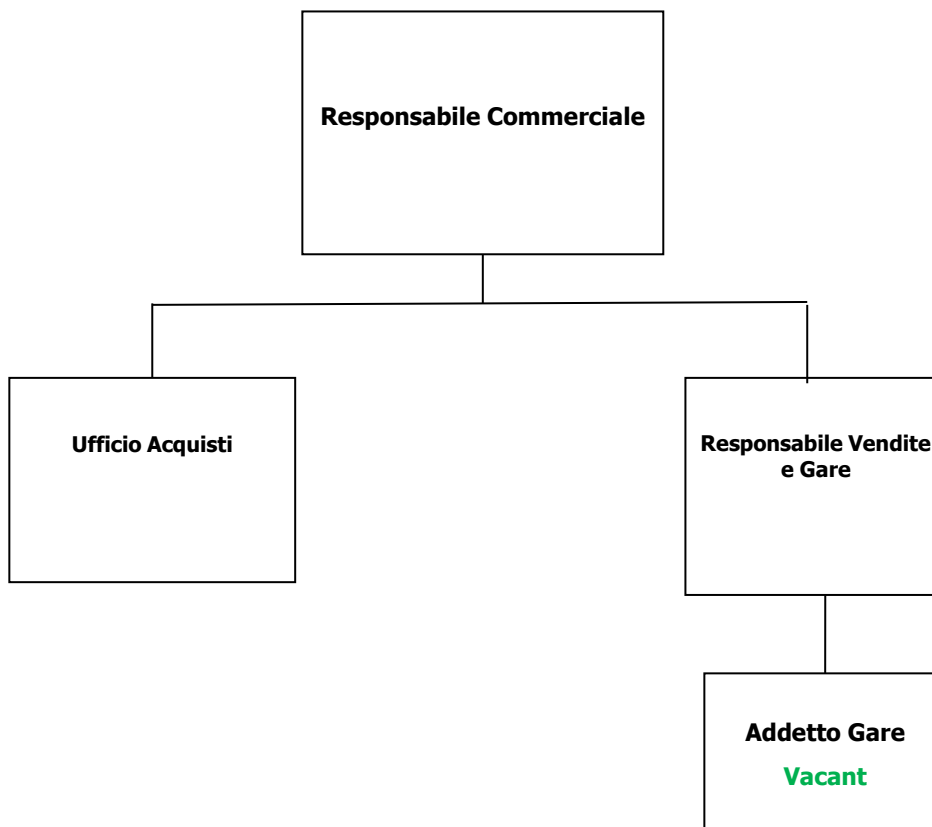 Responsabile Commerciale
Ufficio Acquisti
Responsabile Vendite
e Gare
Addetto Gare
Vacant